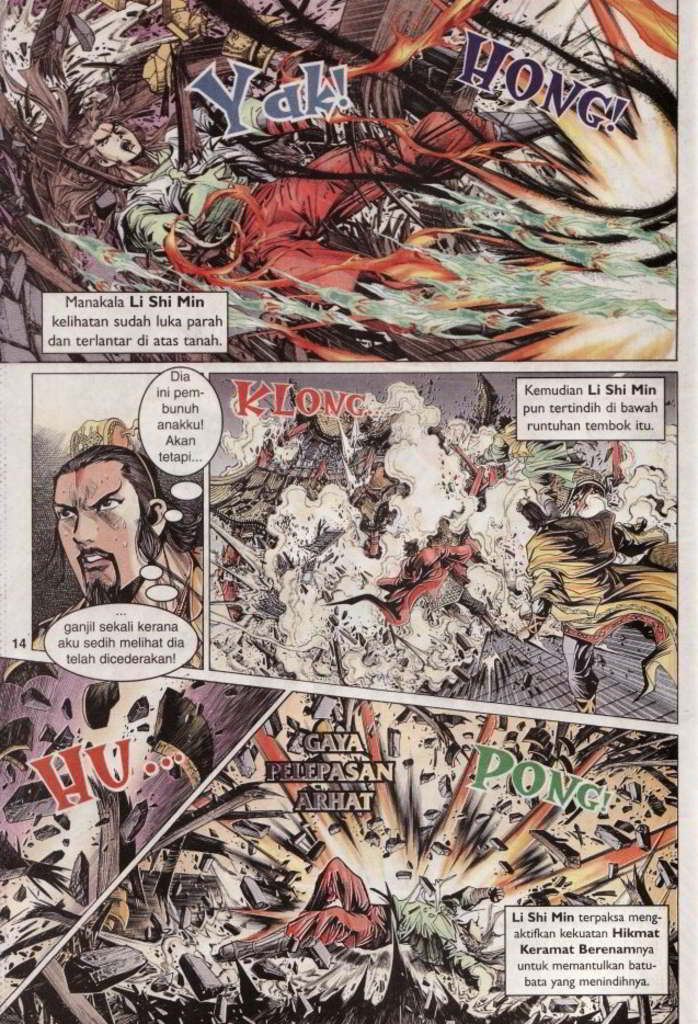 Yak!
HONG!
Manakala Li Shi Min
kelihatan sudah luka parah
dan terlantar di atas tanah.
Dia
ini pem-
bunuh
anakku!
Akan
tetapi...
KLONG...
Kemudian Li Shi Min
pun tertindih di bawah
runtuhan tembok itu.
...
ganjil sekali kerana
aku sedih melihat dia
telah dicederakan!
14
HU...
GAYA
PELEPASAN
ARHAT
PONG!
Li Shi Min terpaksa meng-
aktifkan kekuatan Hikmat
Keramat Berenamnya
untuk memantulkan batu-
bata yang menindihnya.